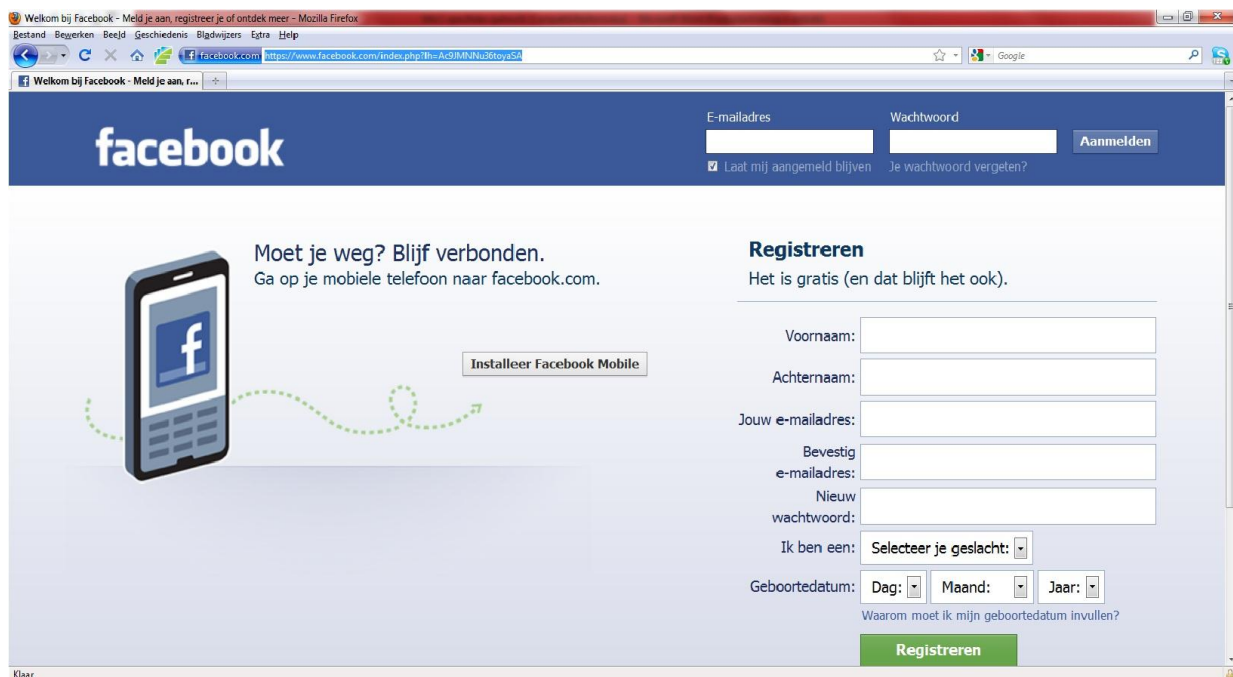 Welkom bij Facebook - Meld je aan, registreer je of ontdek meer - Mozilla Firefox
Bestand Bewerken Beeld Geschiedenis Bladwijzers Extra Help
facebook.com https://www.facebook.com/index.php?lh=Ac9JMNNu36toyaSA
Google
Welkom bij Facebook - Meld je aan, r...
E-mailadres Wachtwoord
facebook
Aanmelden
Laat mij aangemeld blijven Je wachtwoord vergeten?
Moet je weg? Blijf verbonden.
Ga op je mobiele telefoon naar facebook.com.
f
Installeer Facebook Mobile
Registreren
Het is gratis (en dat blijft het ook).
Voornaam:
Achternaam:
Jouw e-mailadres:
Bevestig
e-mailadres:
Nieuw
wachtwoord:
Ik ben een: Selecteer je geslacht:
Geboortedatum: Dag: Maand: Jaar:
Waarom moet ik mijn geboortedatum invullen?
Registreren
Klaar